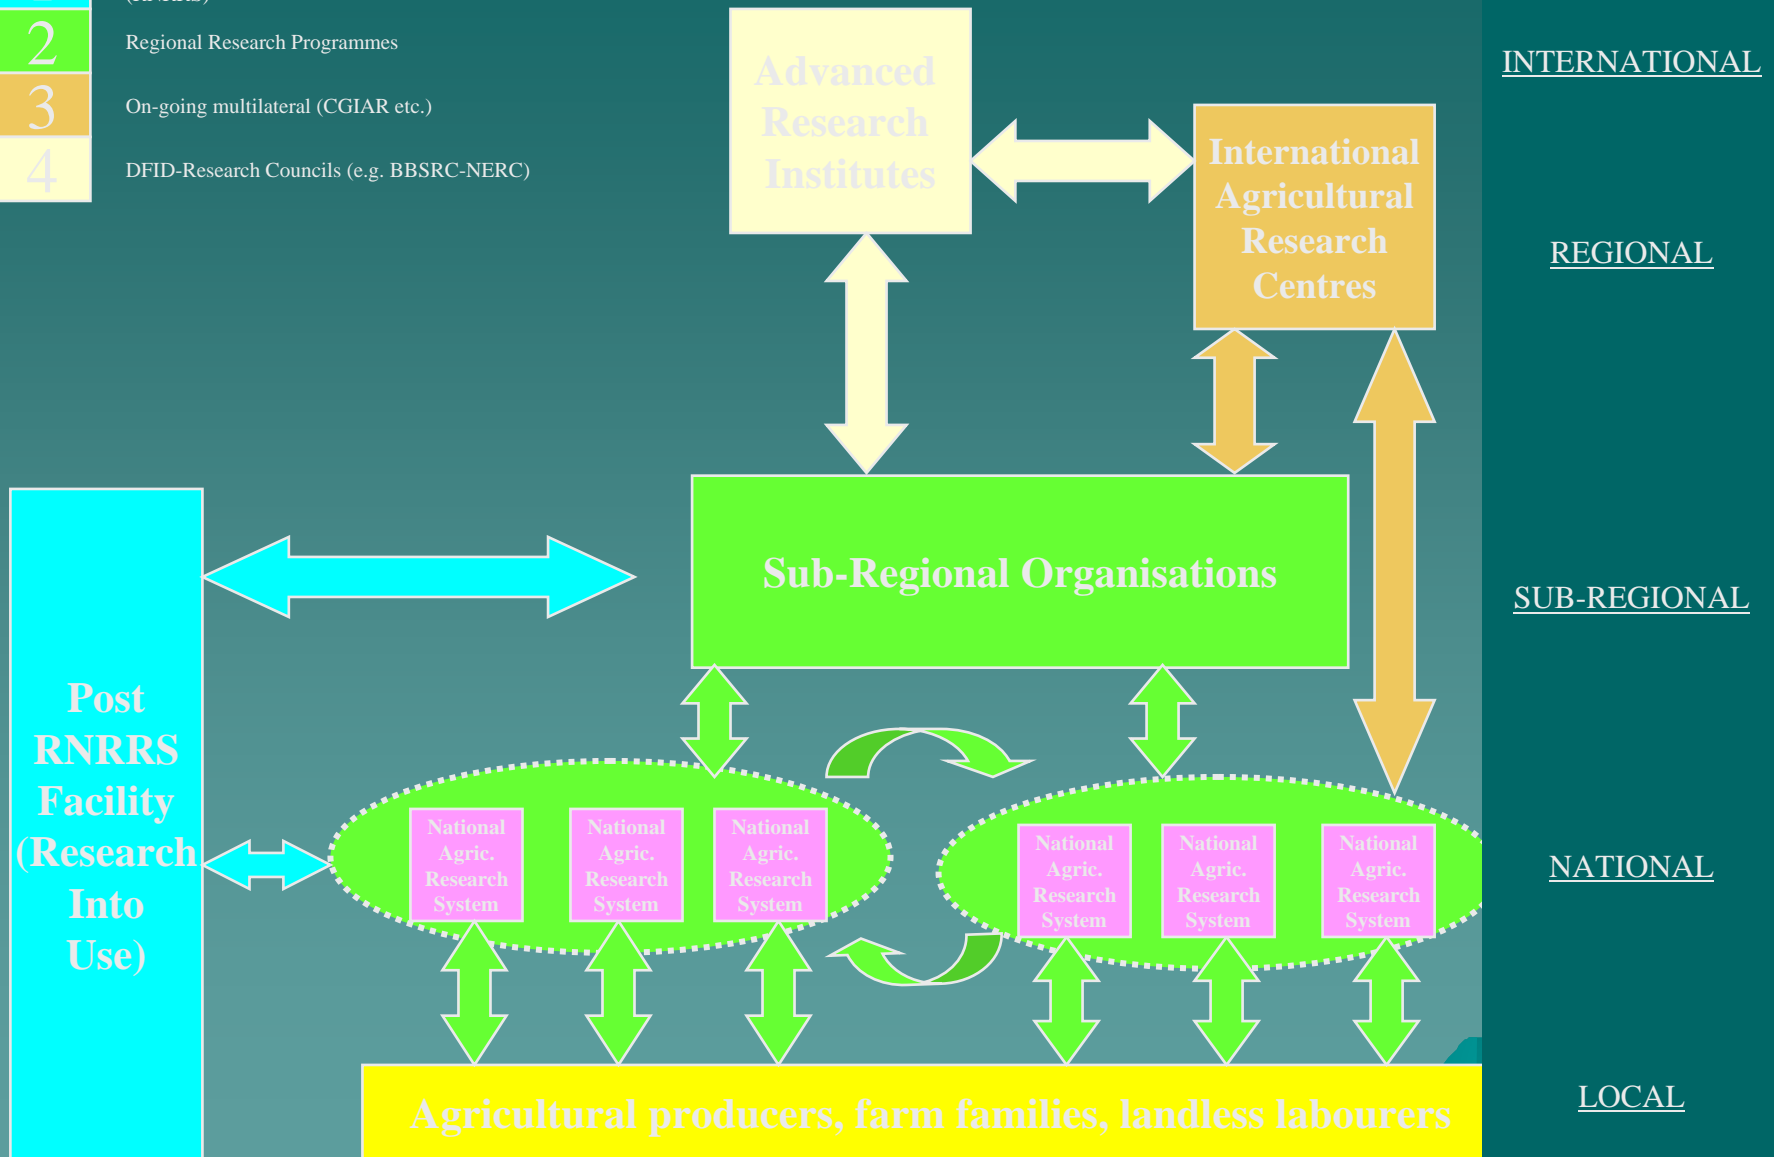 2
Regional Research Programmes
3
On-going multilateral (CGIAR etc.)
4
DFID-Research Councils (e.g. BBSRC-NERC)
Advanced
Research
Institutes
International
Agricultural
Research
Centres
INTERNATIONAL
REGIONAL
SUB-REGIONAL
NATIONAL
LOCAL
Sub-Regional Organisations
Post
RNRRS
Facility
(Research
Into
Use)
National
Agric.
Research
System
National
Agric.
Research
System
National
Agric.
Research
System
National
Agric.
Research
System
National
Agric.
Research
System
National
Agric.
Research
System
Agricultural producers, farm families, landless labourers